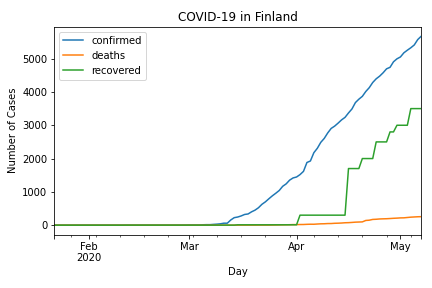 COVID-19 in Finland
confirmed
deaths
recovered
Number of Cases
5000
4000
3000
2000
1000
0
Feb
2020
Mar
Apr
May
Day